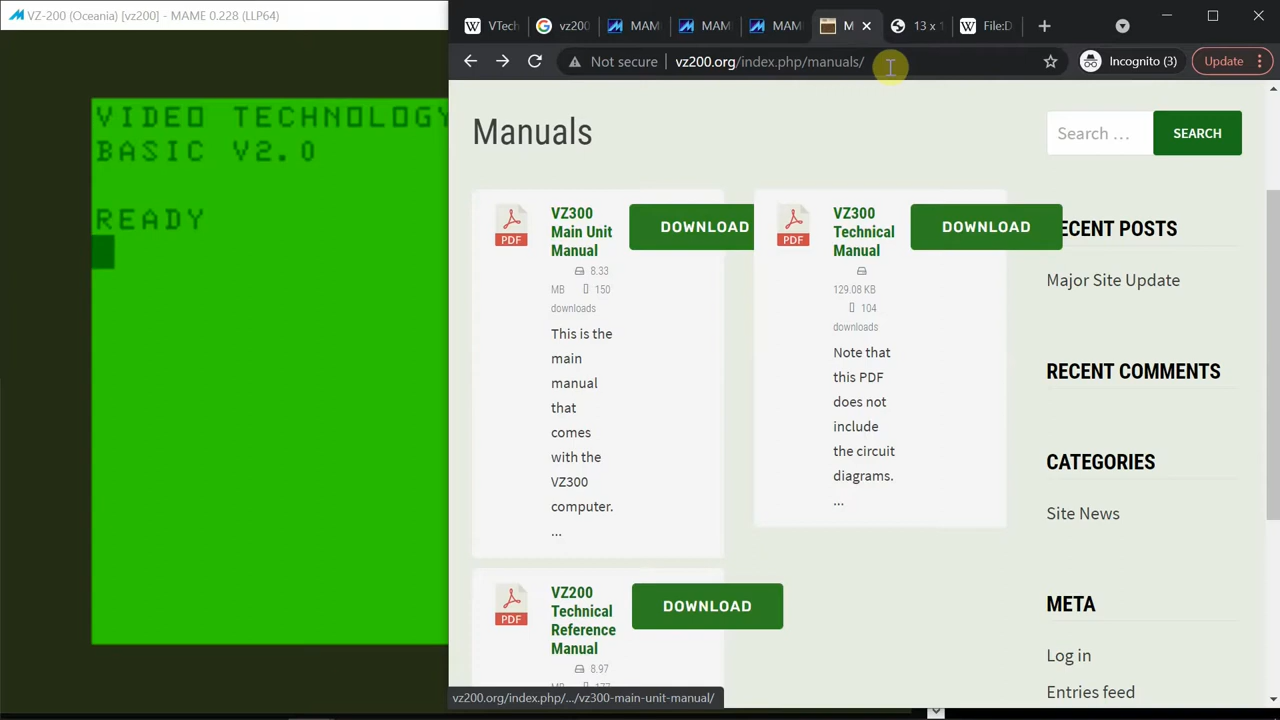 VZ-200 (Oceania) [vz200] - MAME 0.228 (LLP64)
VIDEO TECHNOLOGY
BASIC V2.0
READY
VTech
vz200
MAM
MAM
MAM
M
13 x 1
File:D
Not secure
vz200.org/index.php/manuals/
Incognito (3)
Update
Manuals
Search …
SEARCH
VZ300
Main Unit
Manual
DOWNLOAD
8.33
MB 150
downloads
This is the
main
manual
that
comes
with the
VZ300
computer.
...
VZ300
Technical
Manual
DOWNLOAD
129.08 KB
104
downloads
Note that
this PDF
does not
include
the circuit
diagrams.
...
VZ200
Technical
Reference
Manual
DOWNLOAD
8.97
PDF
PDF
PDF
ECENT POSTS
Major Site Update
RECENT COMMENTS
CATEGORIES
Site News
META
Log in
Entries feed
vz200.org/index.php/.../vz300-main-unit-manual/